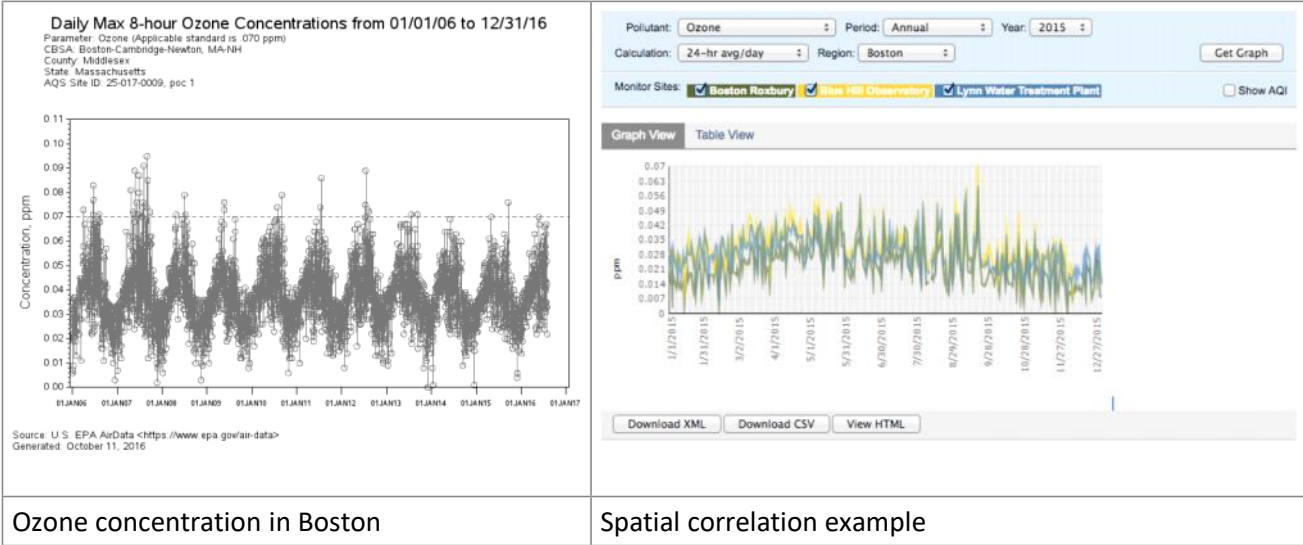 Daily Max 8-hour Ozone Concentrations from 01/01/06 to 12/31/16
Parameter: Ozone (Applicable standard is .070 ppm)
CBSA: Boston-Cambridge-Newton, MA-NH
County: Middlesex
State: Massachusetts
AQS Site ID: 25-017-0009, poc 1
Concentration, ppm
0.11
0.10
0.09
0.08
0.07
0.06
0.05
0.04
0.03
0.02
0.01
0.00
01JAN06 01JAN07 01JAN08 01JAN09 01JAN10 01JAN11 01JAN12 01JAN13 01JAN14 01JAN15 01JAN16 01JAN17
Source: U.S. EPA AirData <https://www.epa.gov/air-data>
Generated: October 11, 2016
Ozone concentration in Boston
Pollutant: Ozone Period: Annual Year: 2015
Calculation: 24-hr avg/day Region: Boston Get Graph
Monitor Sites: Boston Roxbury Blue Hill Observatory Lynn Water Treatment Plant Show AQI
Graph View Table View
ppm
0.07
0.063
0.056
0.049
0.042
0.035
0.028
0.021
0.014
0.007
0
1/1/2015 1/31/2015 3/2/2015 4/1/2015 5/1/2015 5/31/2015 6/30/2015 7/30/2015 8/29/2015 9/28/2015 10/28/2015 11/27/2015 12/27/2015
Download XML Download CSV View HTML
Spatial correlation example